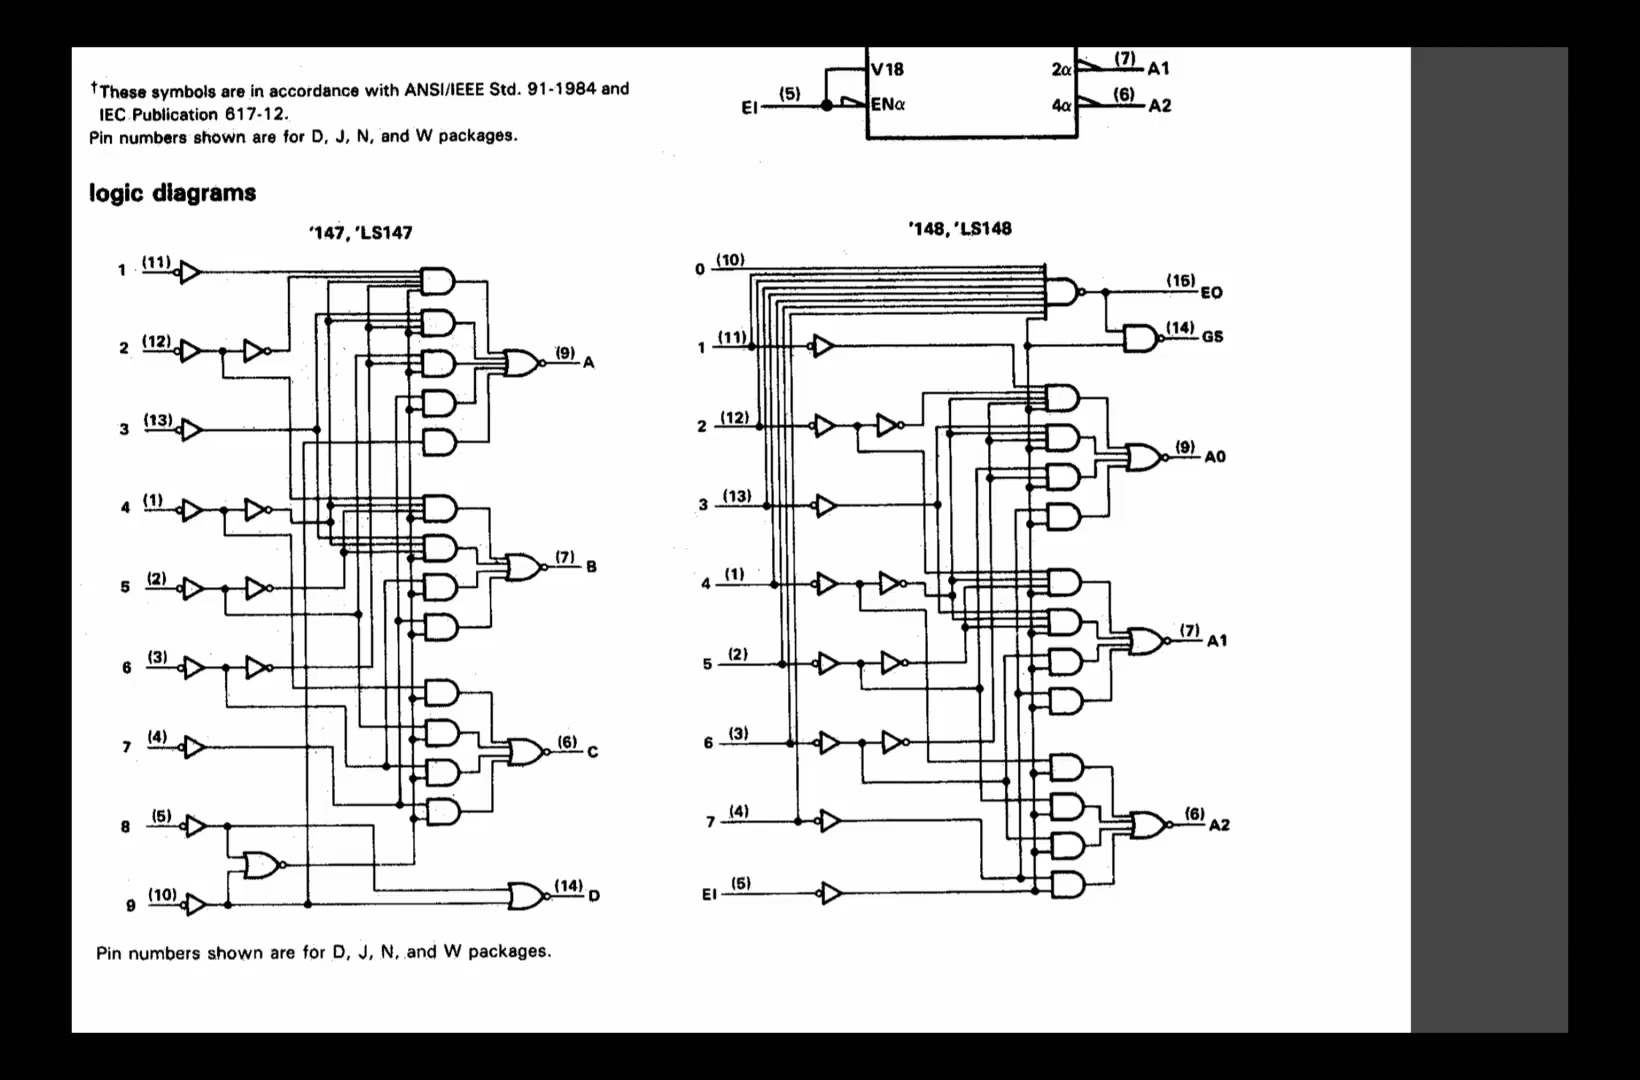 †These symbols are in accordance with ANSI/IEEE Std. 91-1984 and
IEC Publication 617-12.
Pin numbers shown are for D, J, N, and W packages.
V18
2α
(7)
A1
EI
(5)
ENα
4α
(6)
A2
logic diagrams
'147, 'LS147
1
(11)
2
(12)
(9)
A
3
(13)
4
(1)
(7)
B
5
(2)
6
(3)
7
(4)
(6)
C
8
(5)
9
(10)
(14)
D
Pin numbers shown are for D, J, N, and W packages.
'148, 'LS148
0
(10)
(15)
EO
(14)
GS
1
(11)
2
(12)
(9)
A0
3
(13)
4
(1)
(7)
A1
5
(2)
6
(3)
7
(4)
(6)
A2
EI
(5)